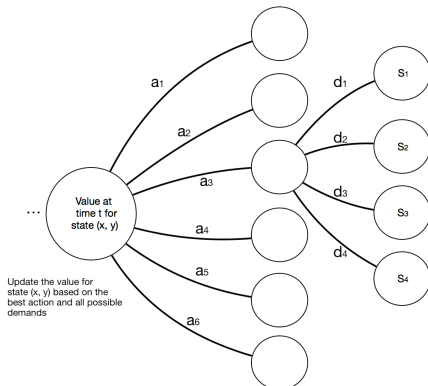 a1
a2
a3
a4
a5
a6
d1
d2
d3
d4
S1
S2
S3
S4
...
Value at
time t for
state (x, y)
Update the value for
state (x, y) based on the
best action and all possible
demands